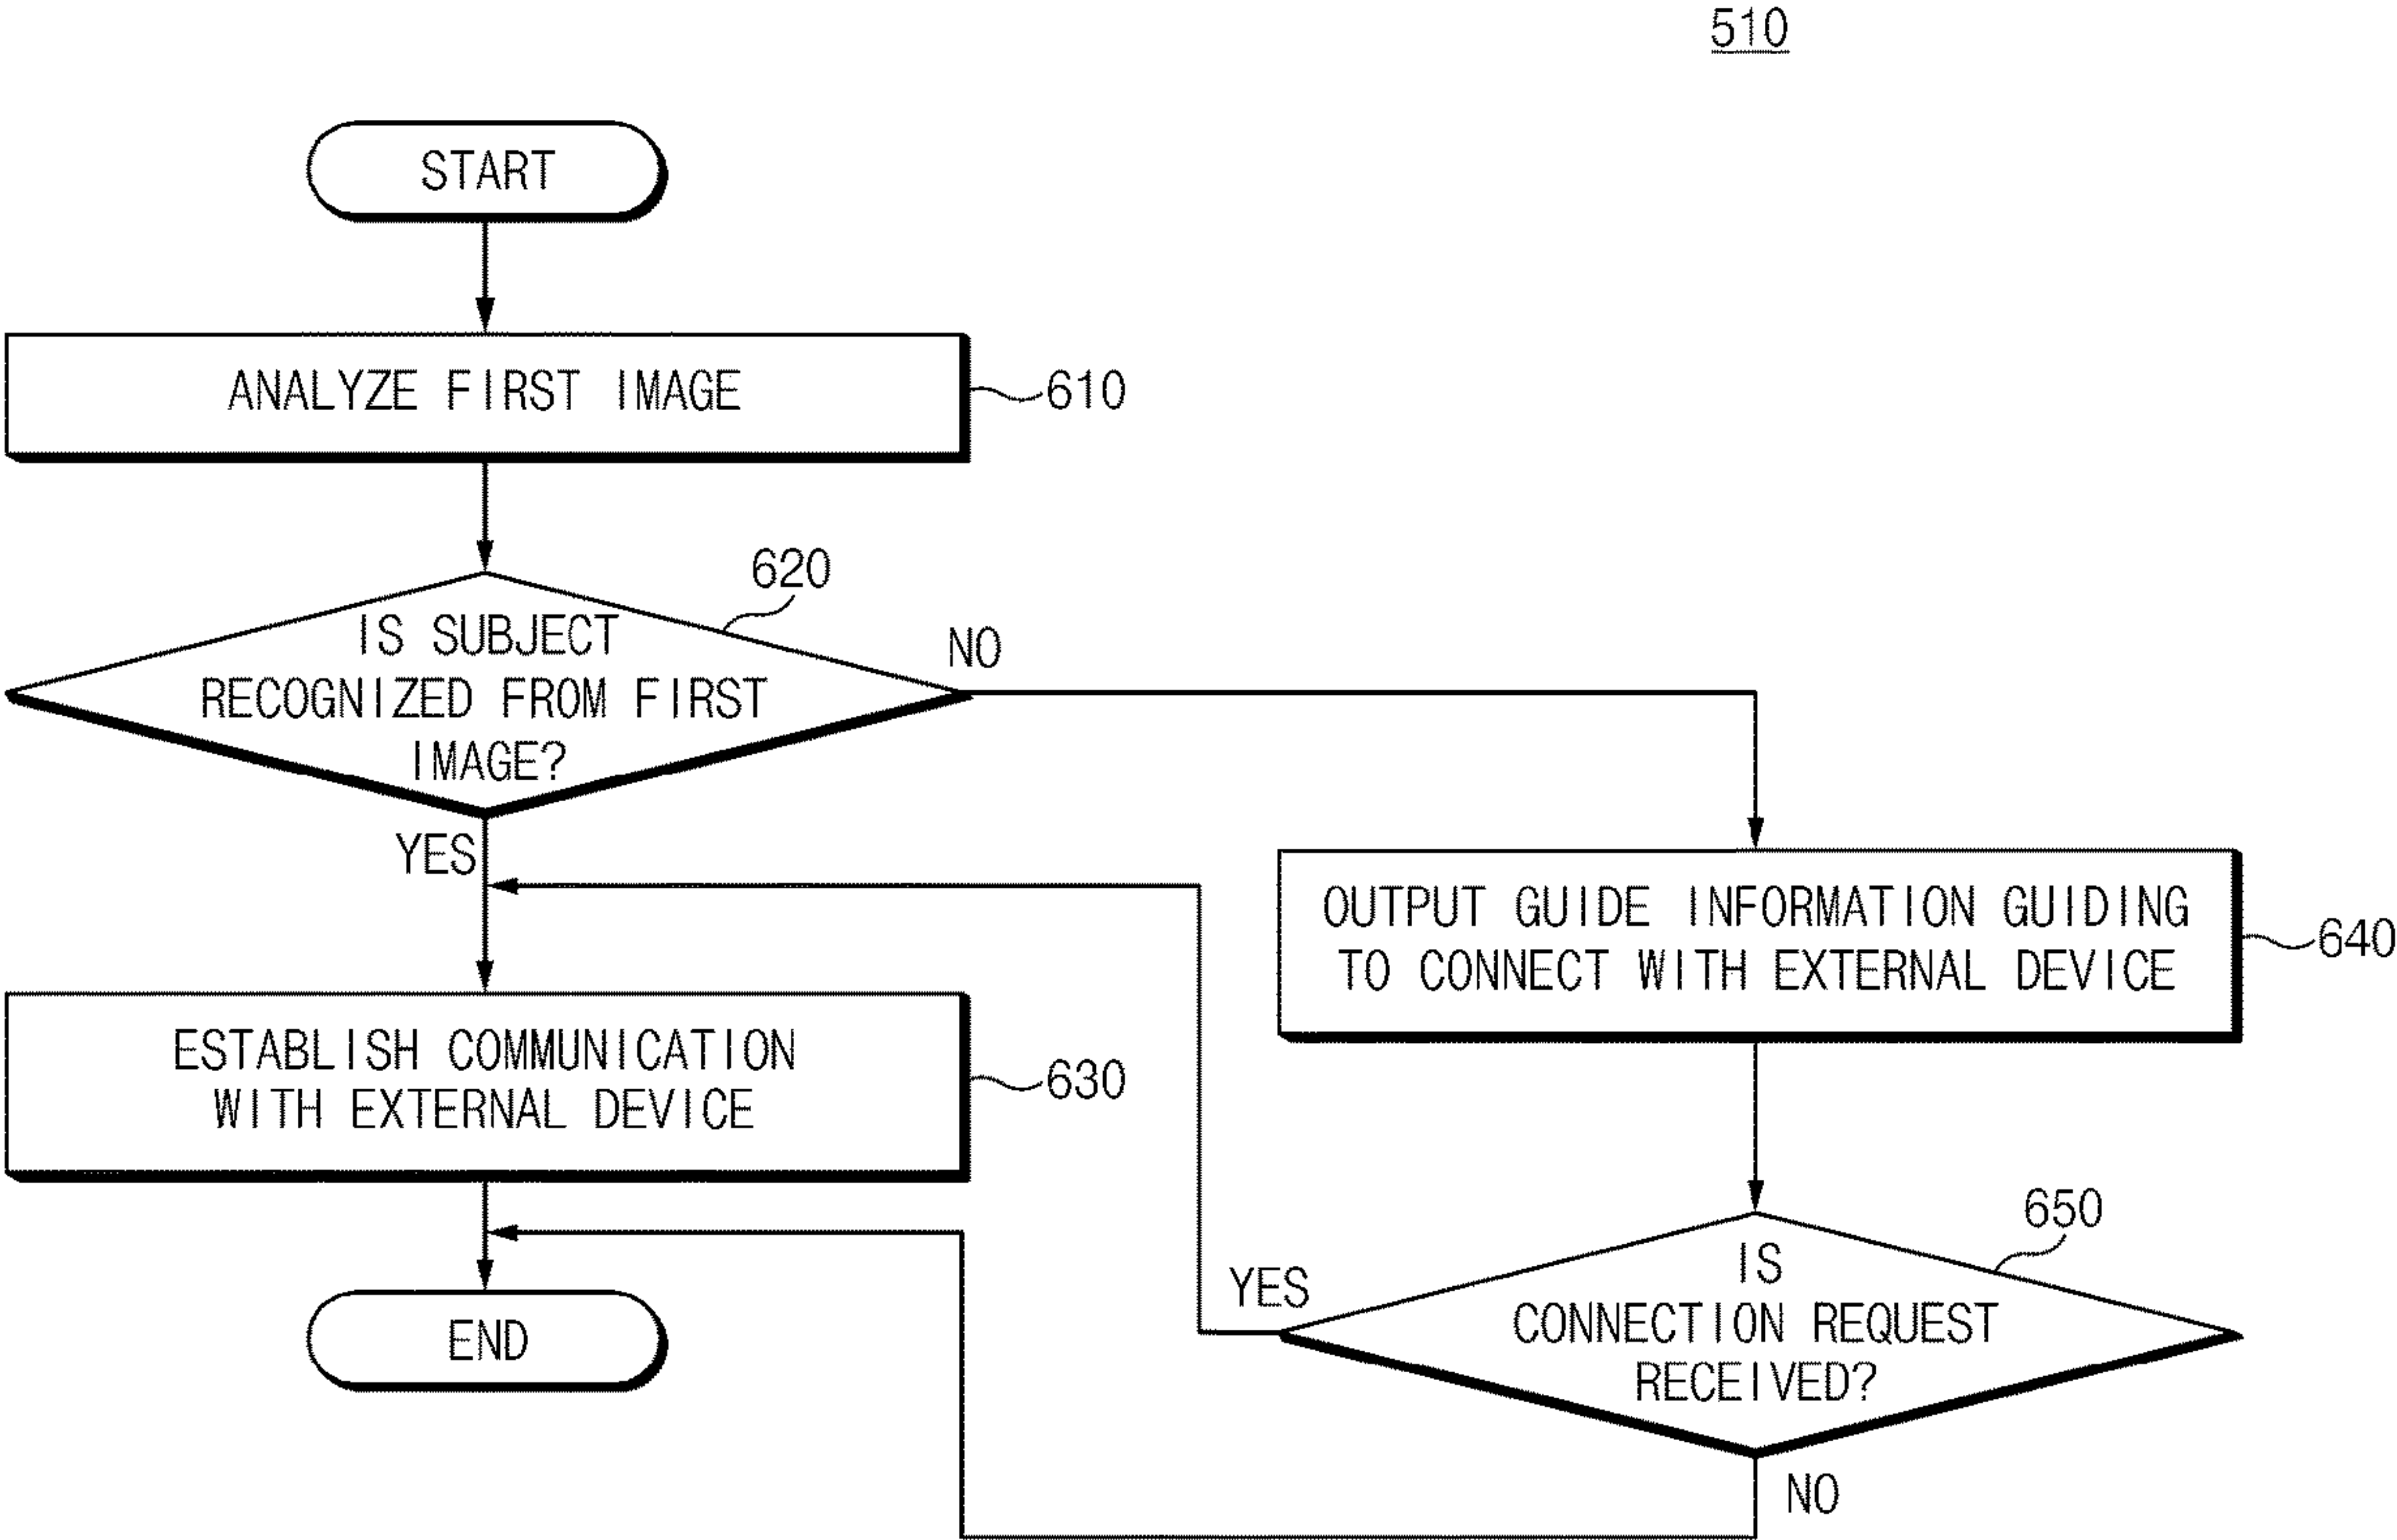 510
START
ANALYZE FIRST IMAGE
610
620
IS SUBJECT
RECOGNIZED FROM FIRST
IMAGE?
NO
YES
OUTPUT GUIDE INFORMATION GUIDING
TO CONNECT WITH EXTERNAL DEVICE
640
ESTABLISH COMMUNICATION
WITH EXTERNAL DEVICE
630
650
IS
CONNECTION REQUEST
RECEIVED?
YES
NO
END